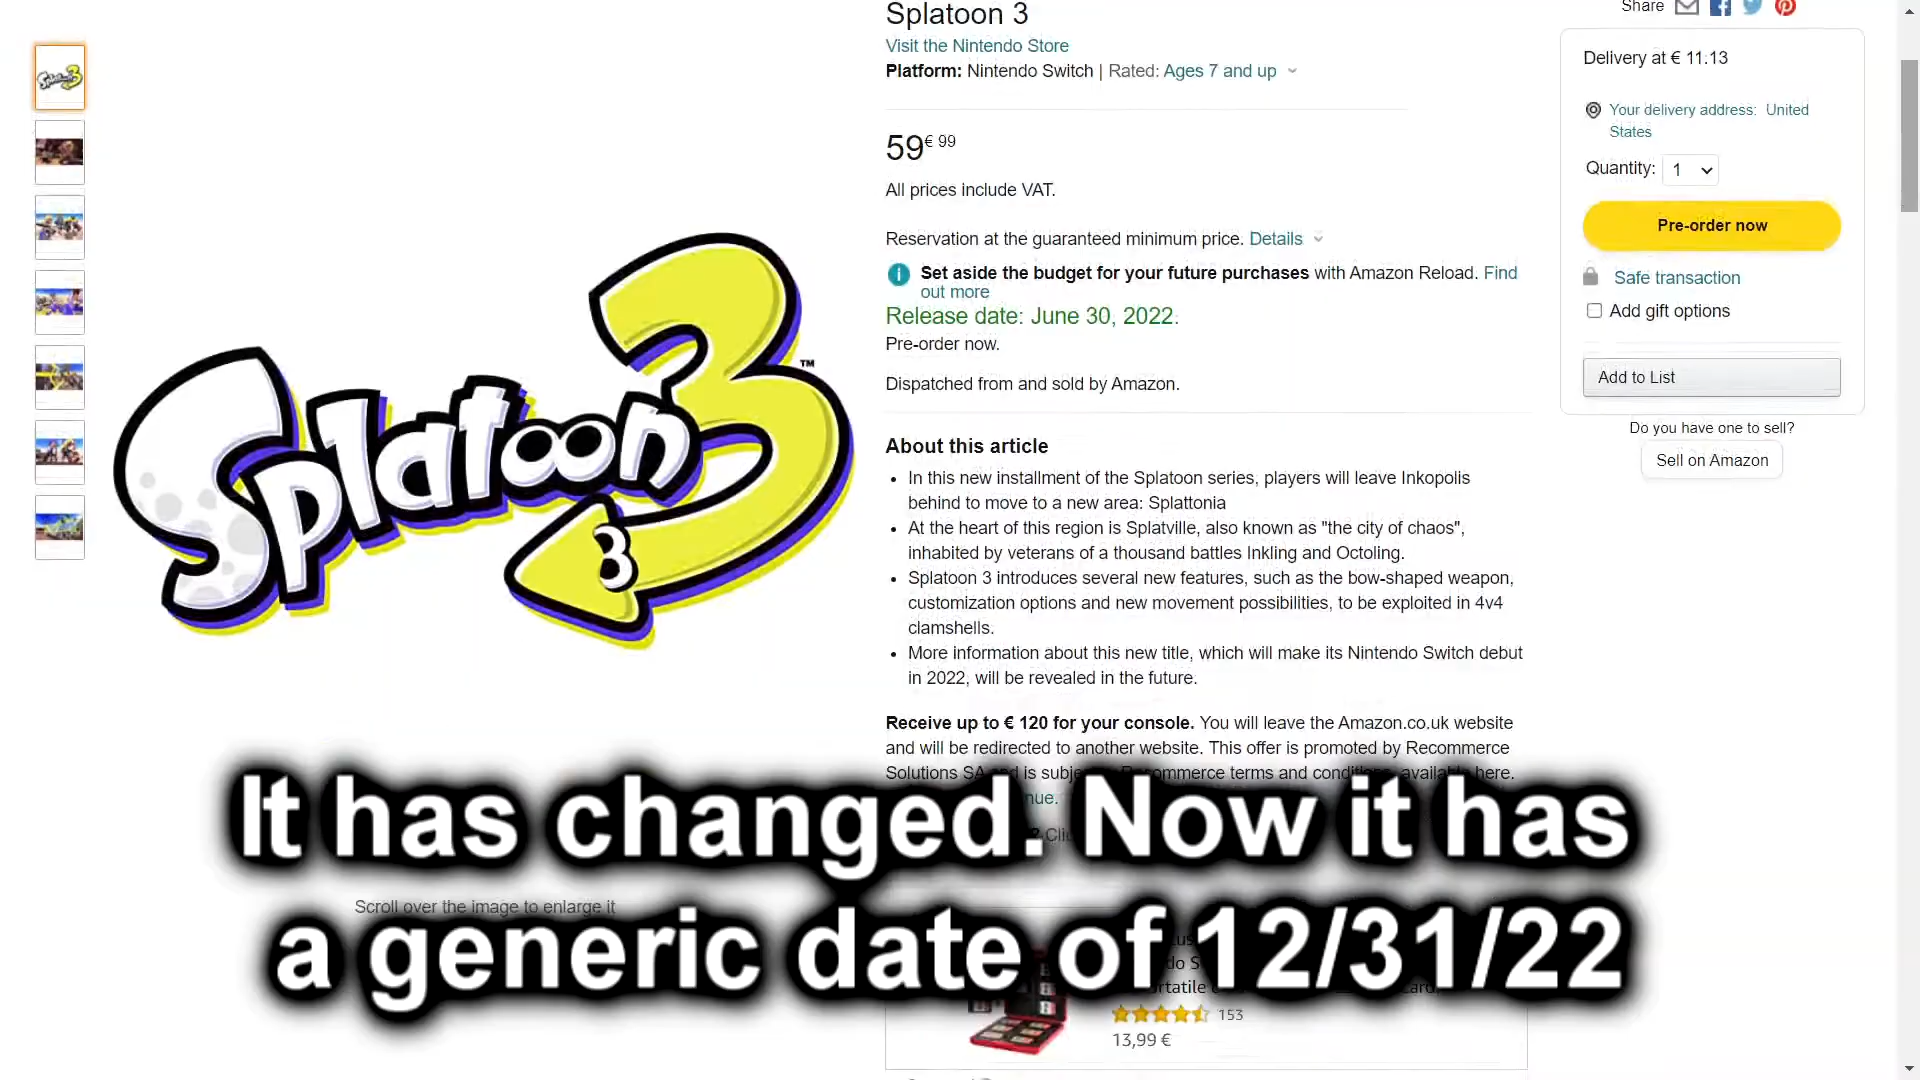 Splatoon 3
Share
Visit the Nintendo Store
Platform: Nintendo Switch | Rated: Ages 7 and up
Delivery at € 11.13
Your delivery address: United
States
59€ 99
Quantity: 1
All prices include VAT.
Pre-order now
Reservation at the guaranteed minimum price. Details
Set aside the budget for your future purchases with Amazon Reload. Find
out more
Safe transaction
Release date: June 30, 2022.
Add gift options
Pre-order now.
Dispatched from and sold by Amazon.
Add to List
Do you have one to sell?
Sell on Amazon
Splatoon 3 ™
3
About this article
In this new installment of the Splatoon series, players will leave Inkopolis
behind to move to a new area: Splattonia
At the heart of this region is Splatville, also known as "the city of chaos",
inhabited by veterans of a thousand battles Inkling and Octoling.
Splatoon 3 introduces several new features, such as the bow-shaped weapon,
customization options and new movement possibilities, to be exploited in 4v4
clamshells.
More information about this new title, which will make its Nintendo Switch debut
in 2022, will be revealed in the future.
Receive up to € 120 for your console. You will leave the Amazon.co.uk website
and will be redirected to another website. This offer is promoted by Recommerce
Solutions SA and is Recommerce terms and available here.
It has changed. Now it has
Scroll over the image to enlarge it
a generic date of 12/31/22
153
13,99 €